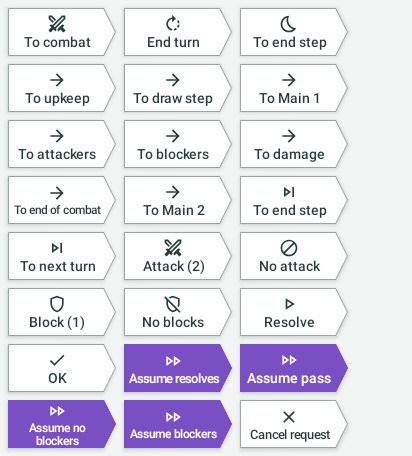 To combat
End turn
To end step
To upkeep
To draw step
To Main 1
To attackers
To blockers
To damage
To end of combat
To Main 2
To end step
To next turn
Attack (2)
No attack
Block (1)
No blocks
Resolve
OK
Assume resolves
Assume pass
Assume no
blockers
Assume blockers
Cancel request